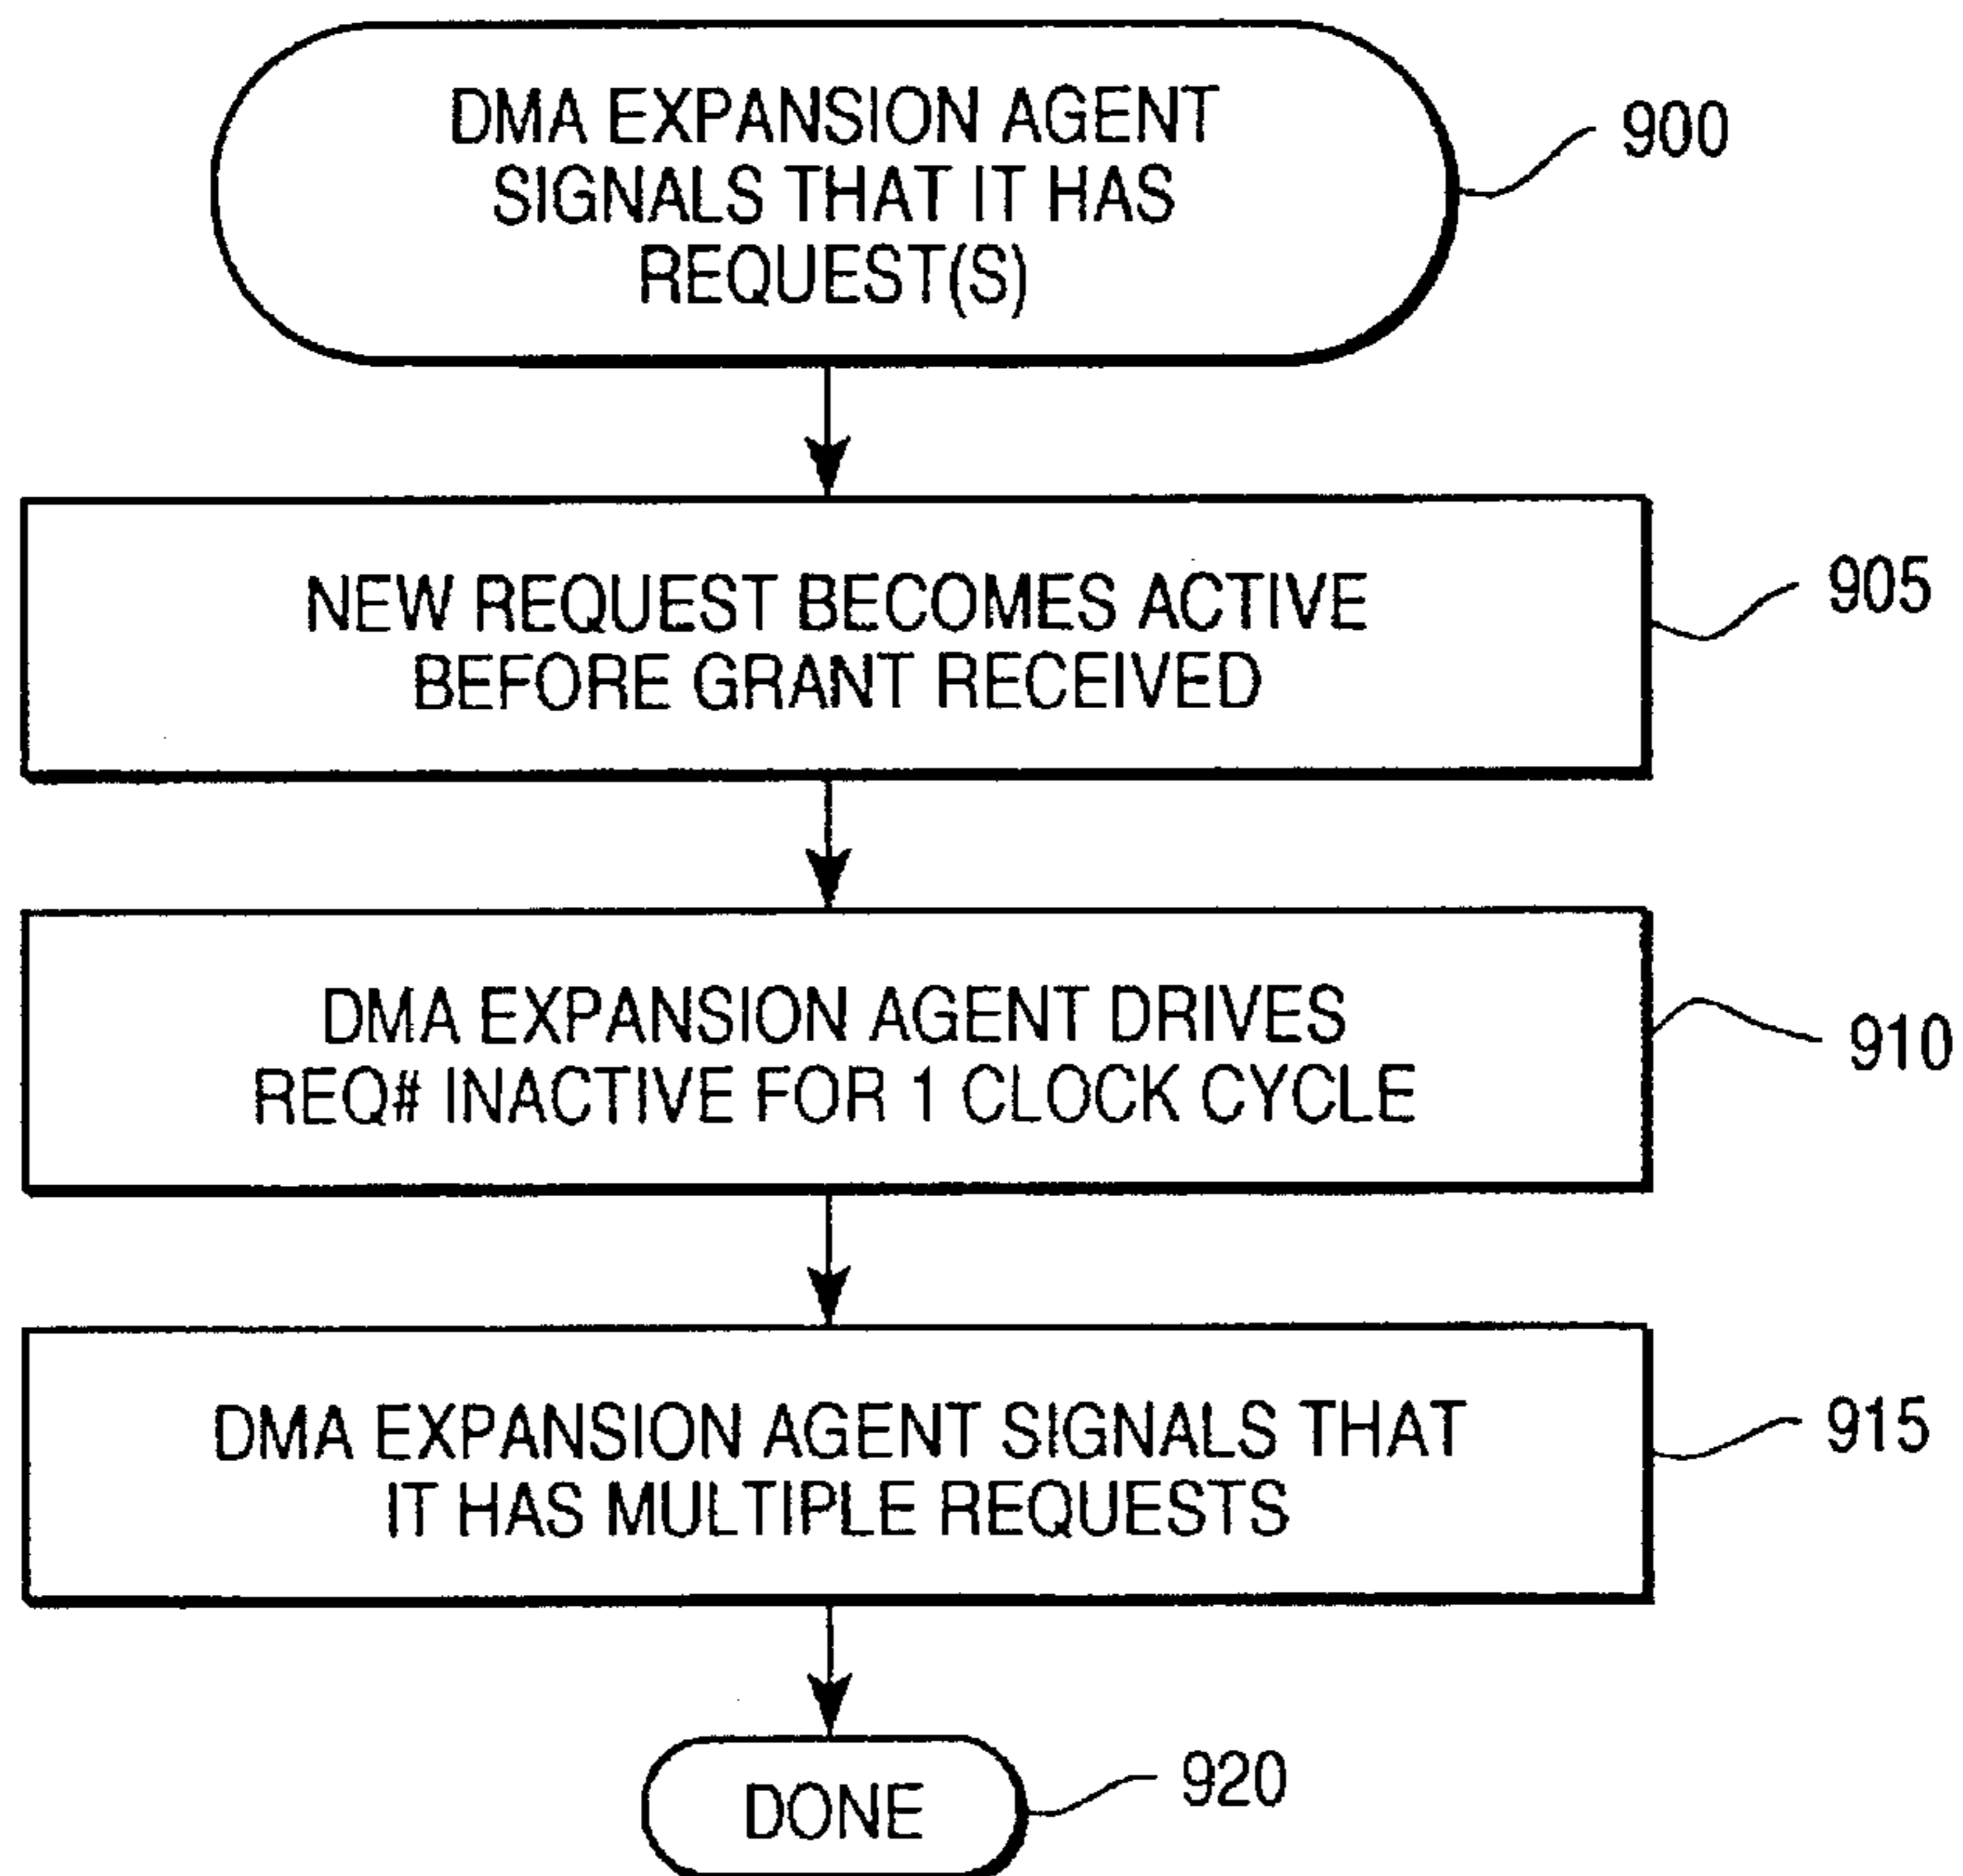 DMA EXPANSION AGENT
SIGNALS THAT IT HAS
REQUEST(S)
900
NEW REQUEST BECOMES ACTIVE
BEFORE GRANT RECEIVED
905
DMA EXPANSION AGENT DRIVES
REQ# INACTIVE FOR 1 CLOCK CYCLE
910
DMA EXPANSION AGENT SIGNALS THAT
IT HAS MULTIPLE REQUESTS
915
DONE
920